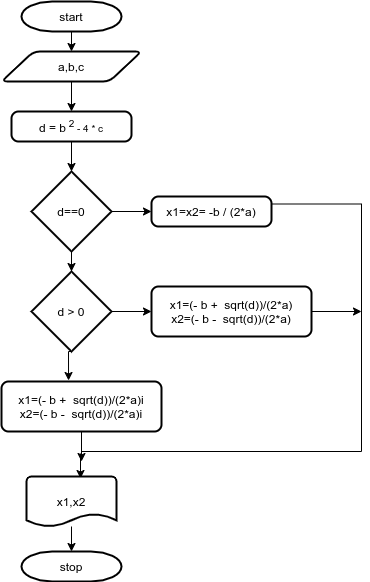 start
a,b,c
d = b 2 - 4 * c
d==0
x1=x2= -b / (2*a)
d > 0
x1=(- b +  sqrt(d))/(2*a)
x2=(- b -  sqrt(d))/(2*a)
x1=(- b +  sqrt(d))/(2*a)i
x2=(- b -  sqrt(d))/(2*a)i
x1,x2
stop